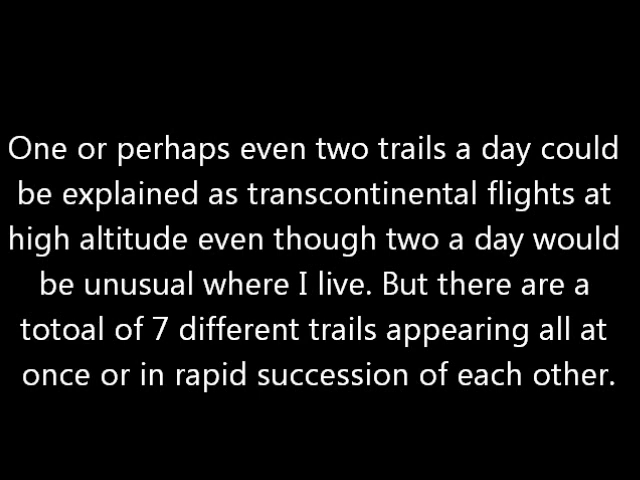 One or perhaps even two trails a day could
be explained as transcontinental flights at
high altitude even though two a day would
be unusual where I live. But there are a
totoal of 7 different trails appearing all at
once or in rapid succession of each other.